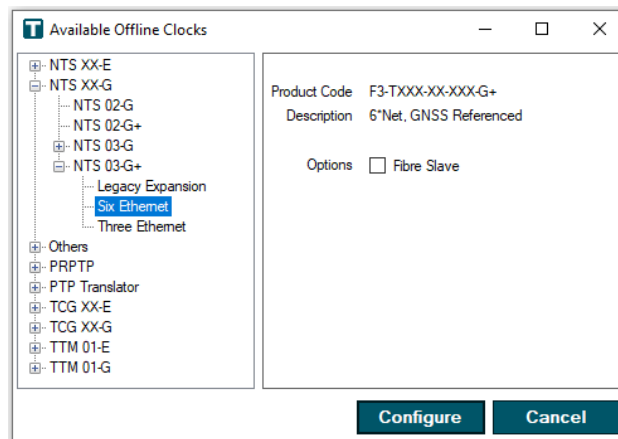 T Available Offline Clocks
NTS XX-E
NTS XX-G
NTS 02-G
NTS 02-G+
NTS 03-G
NTS 03-G+
Legacy Expansion
Six Ethernet
Three Ethernet
Others
PRPTP
PTP Translator
TCG XX-E
TCG XX-G
TTM 01-E
TTM 01-G
Product Code F3-TXXX-XX-XXX-G+
Description 6*Net, GNSS Referenced
Options Fibre Slave
Configure Cancel